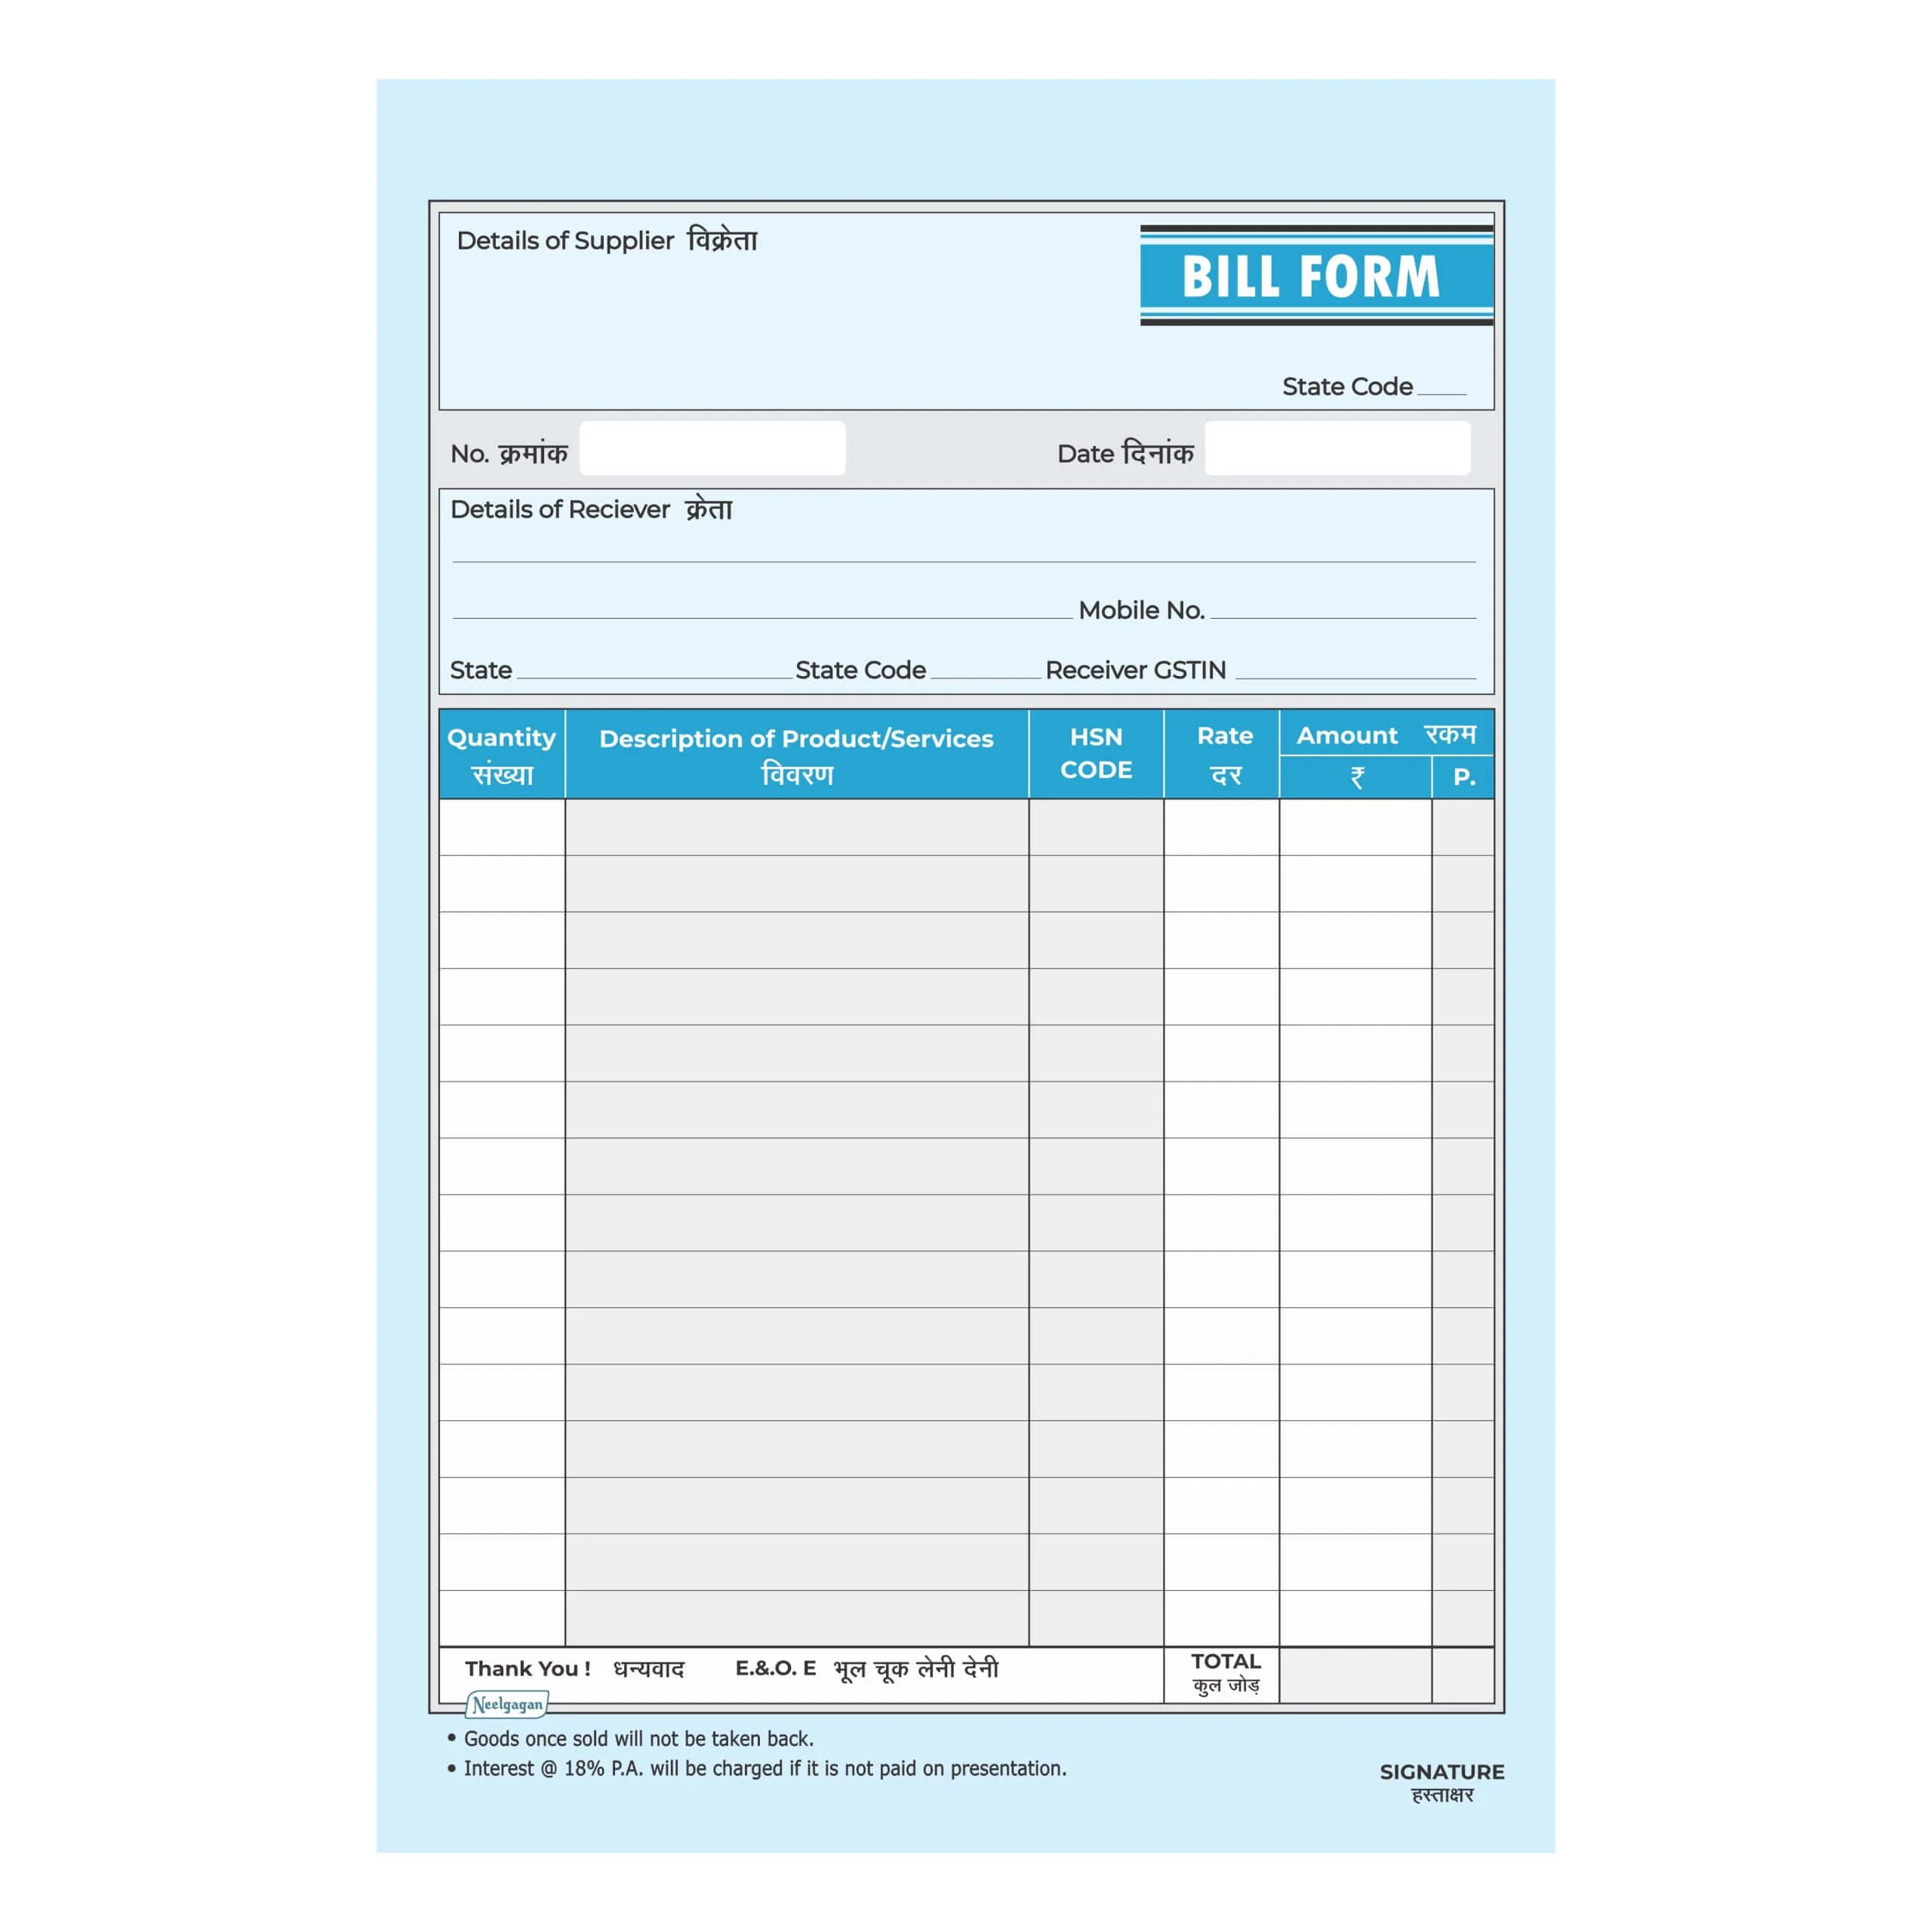 Details of Supplier विक्रेता
BILL FORM
State Code
No. क्रमांक
Date दिनांक
Details of Reciever क्रेता
Mobile No.
State State Code Receiver GSTIN
Quantity संख्या
Description of Product/Services विवरण
HSN CODE
Rate दर
Amount रकम
₹ P.
Thank You ! धन्यवाद E.&.O. E भूल चूक लेनी देनी
TOTAL
कुल जोड़
Neelgagan
• Goods once sold will not be taken back.
• Interest @ 18% P.A. will be charged if it is not paid on presentation.
SIGNATURE
हस्ताक्षर